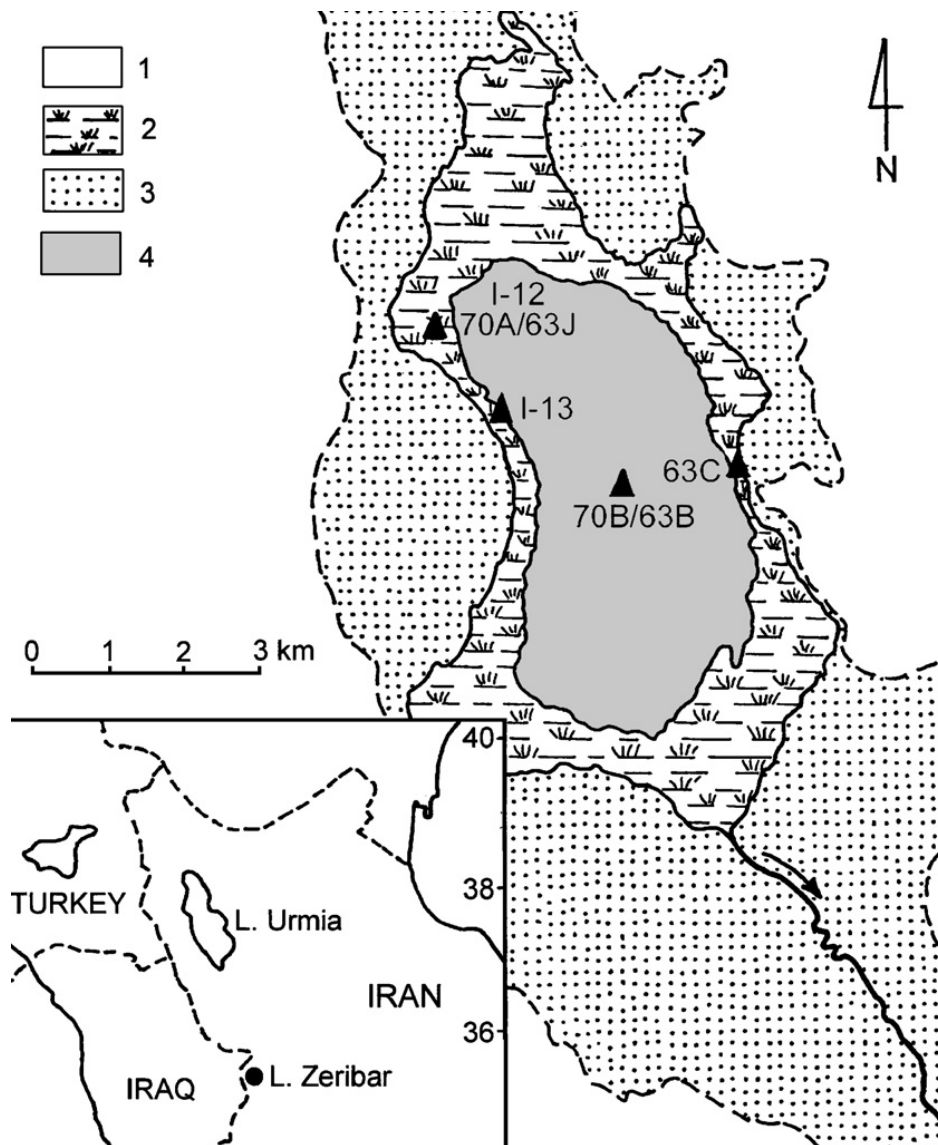 1
2
3
4
N
I-12
70A/63J
I-13
63C
70B/63B
0 1 2 3 km
40
38
36
TURKEY
L. Urmia
IRAN
IRAQ
L. Zeribar